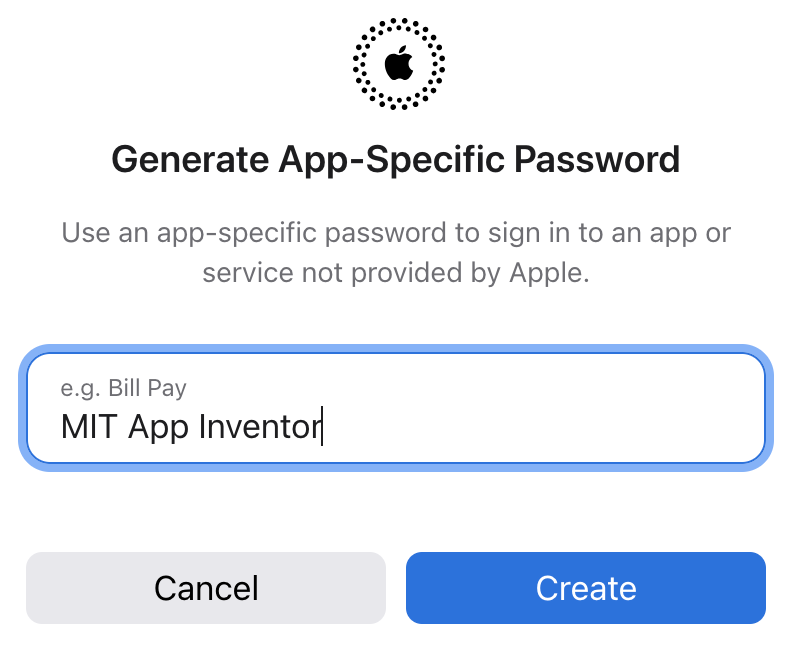 Generate App-Specific Password
Use an app-specific password to sign in to an app or
service not provided by Apple.
e.g. Bill Pay
MIT App Inventor
Cancel
Create